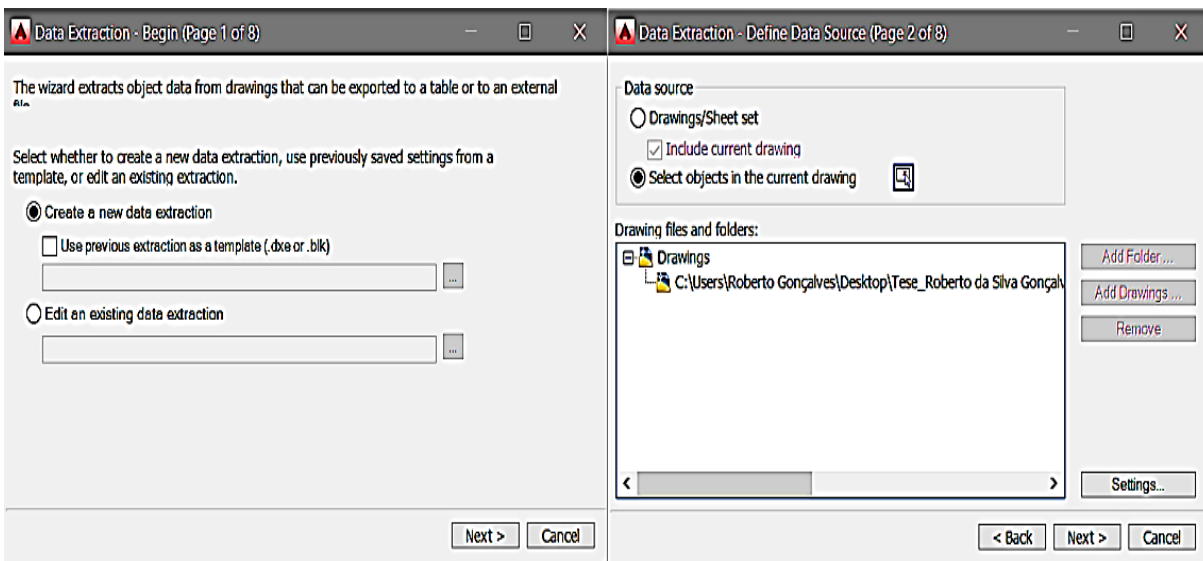 Data Extraction - Begin (Page 1 of 8)
The wizard extracts object data from drawings that can be exported to a table or to an external
file.
Select whether to create a new data extraction, use previously saved settings from a
template, or edit an existing extraction.
Create a new data extraction
Use previous extraction as a template (.dxe or .blk)
...
Edit an existing data extraction
...
Next >
Cancel
Data Extraction - Define Data Source (Page 2 of 8)
Data source
Drawings/Sheet set
Include current drawing
Select objects in the current drawing
Drawing files and folders:
Drawings
C:\Users\Roberto Gonçalves\Desktop\Tese_Roberto da Silva Gonçalv
Add Folder...
Add Drawings ...
Remove
Settings...
< Back
Next >
Cancel